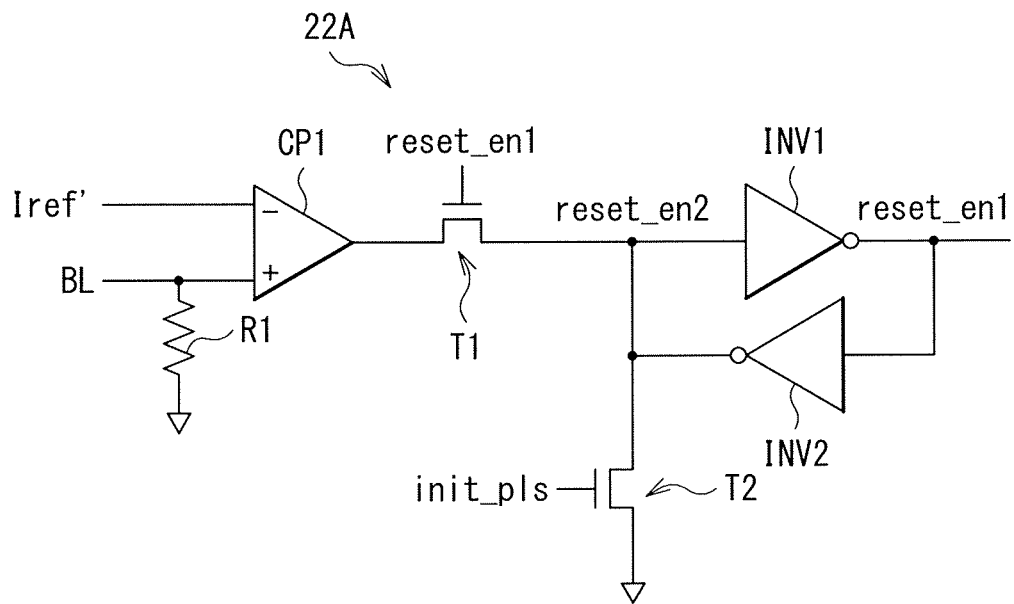 22A
CP1
reset_en1
INV1
Iref'
reset_en2
reset_en1
−
+
BL
R1
T1
INV2
init_pls
T2